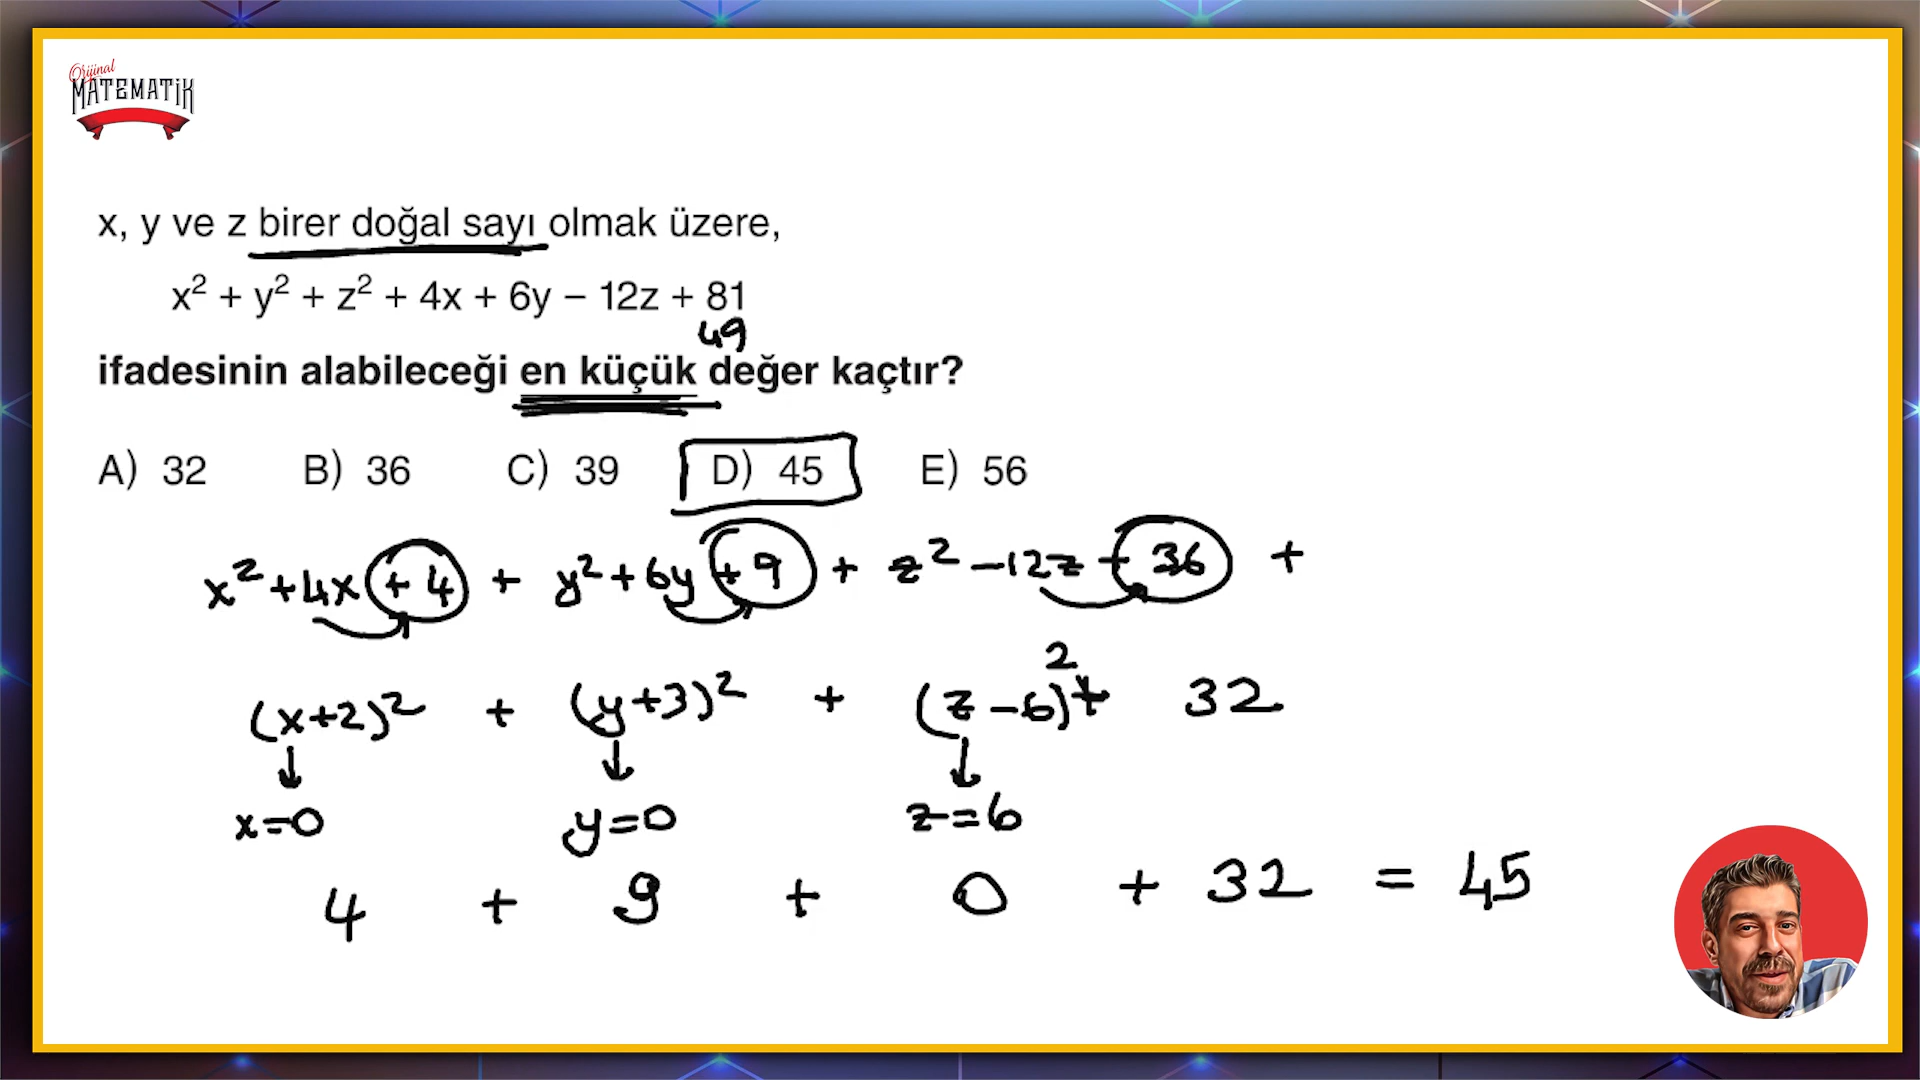 Orijinal
MATEMATİK
x, y ve z birer doğal sayı olmak üzere,
x² + y² + z² + 4x + 6y − 12z + 81
49
ifadesinin alabileceği en küçük değer kaçtır?
A) 32 B) 36 C) 39 D) 45 E) 56
x² + 4x + 4 + y² + 6y + 9 + z² − 12z + 36 +
(x+2)² + (y+3)² + (z−6)² + 32
x=0 y=0 z=6
4 + 9 + 0 + 32 = 45